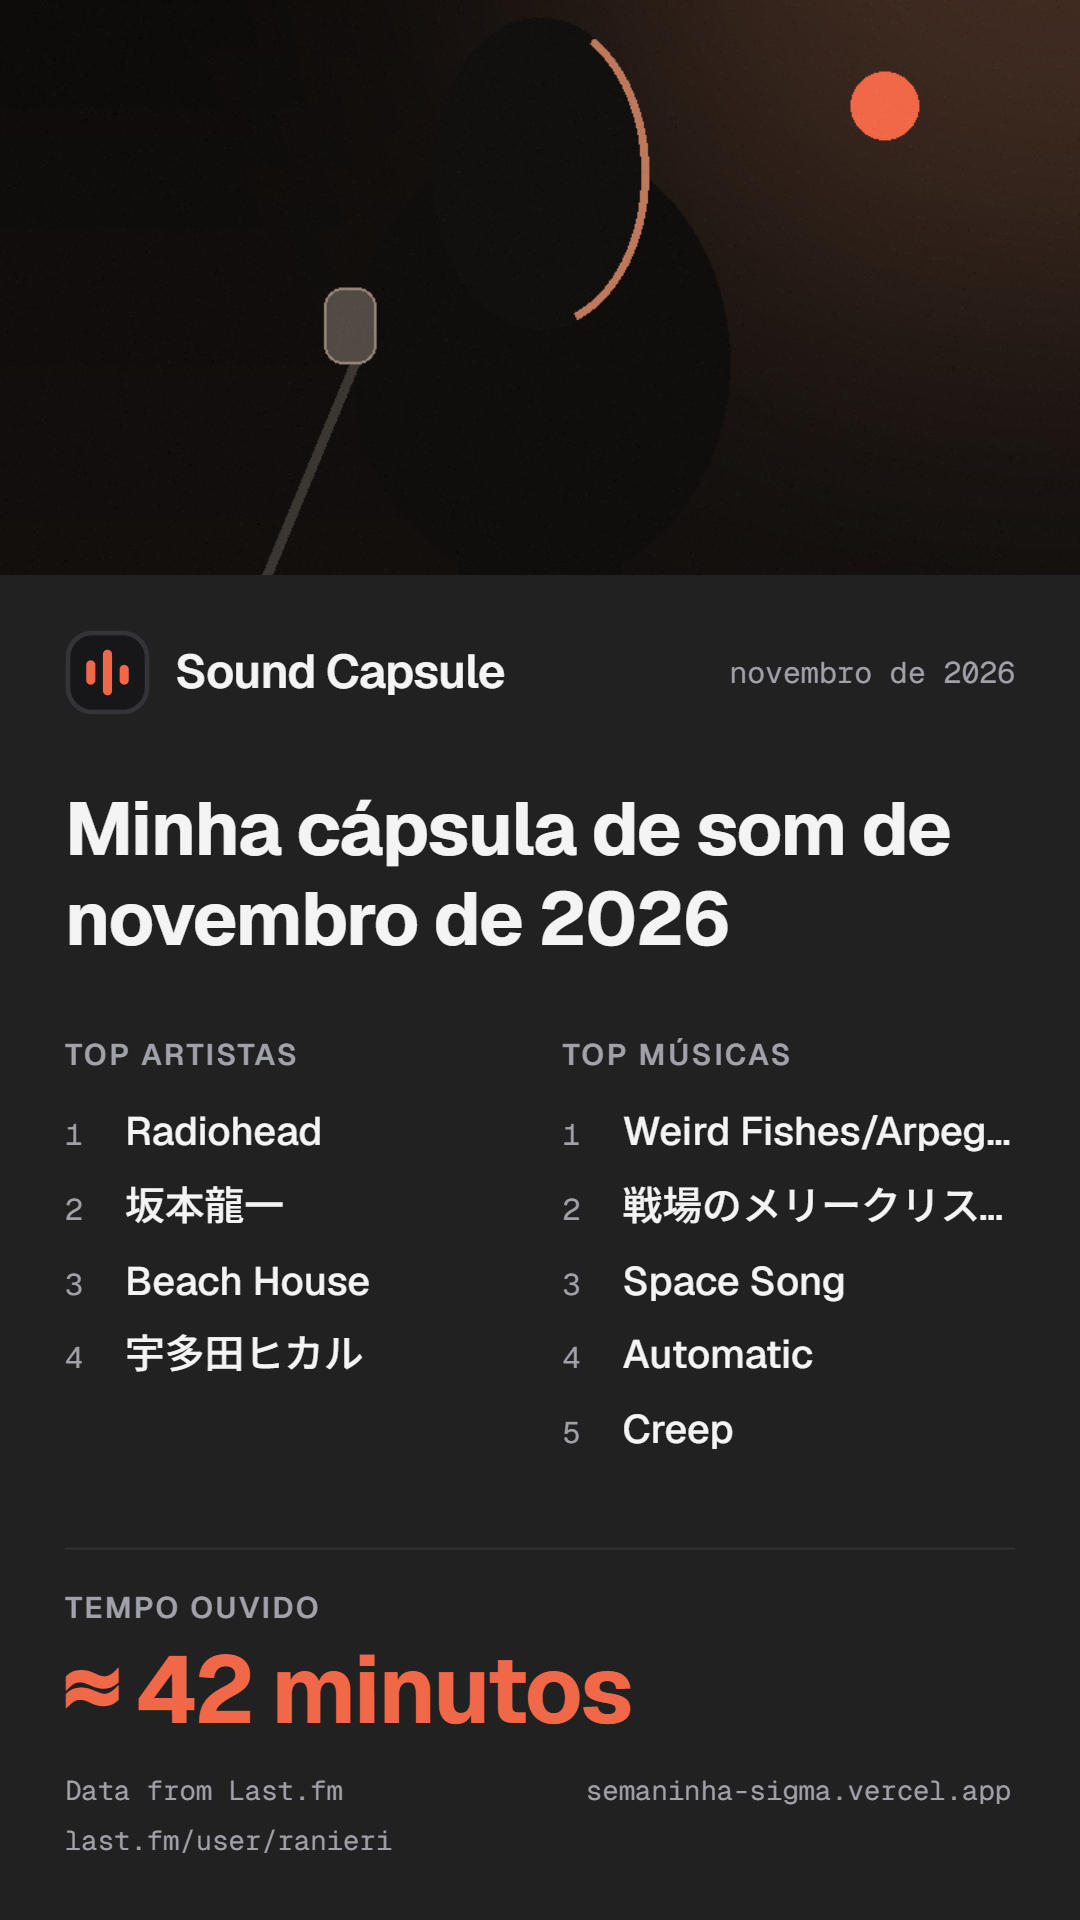 Sound Capsule
novembro de 2026
Minha cápsula de som de
novembro de 2026
TOP ARTISTAS
1 Radiohead
2 坂本龍一
3 Beach House
4 宇多田ヒカル
TOP MÚSICAS
1 Weird Fishes/Arpeg...
2 戦場のメリークリス...
3 Space Song
4 Automatic
5 Creep
TEMPO OUVIDO
≈ 42 minutos
Data from Last.fm
semaninha-sigma.vercel.app
last.fm/user/ranieri